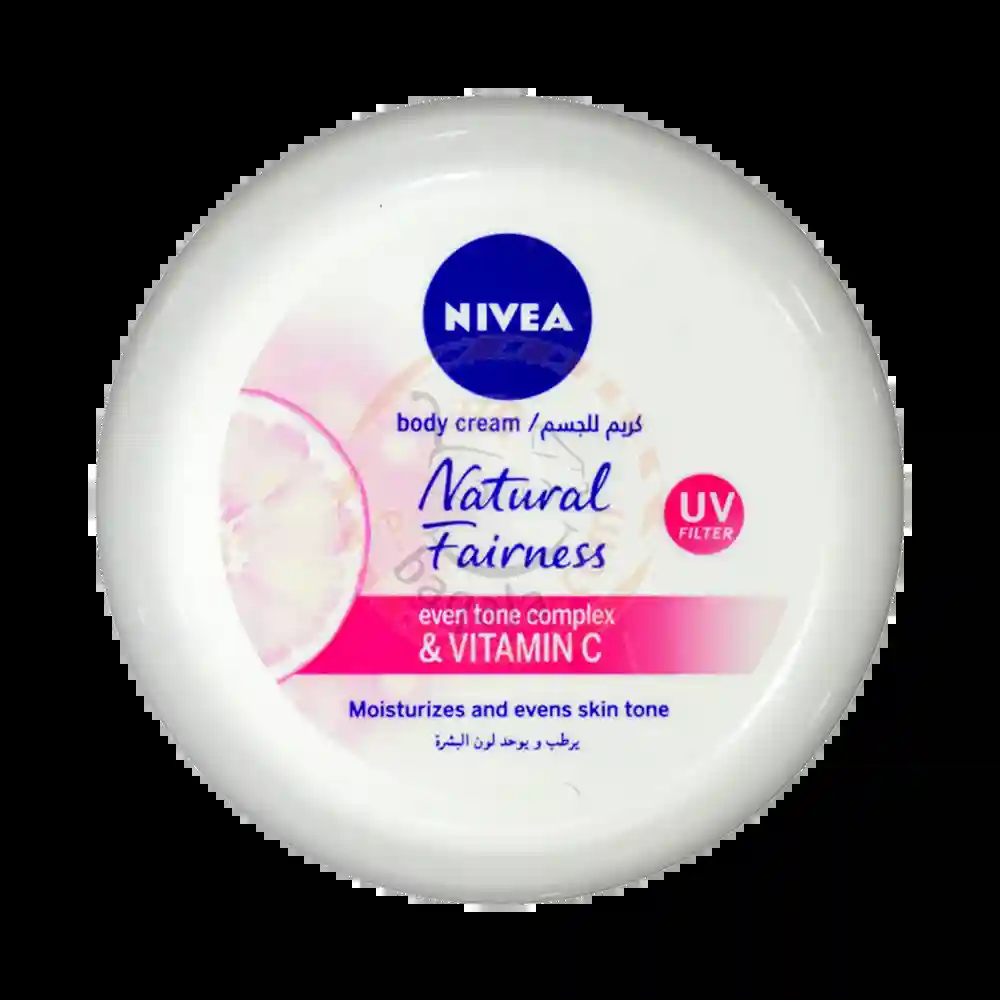 NIVEA
body cream / كريم للجسم
Natural
Fairness
UV
FILTER
even tone complex
& VITAMIN C
Moisturizes and evens skin tone
يرطب و يوحد لون البشرة